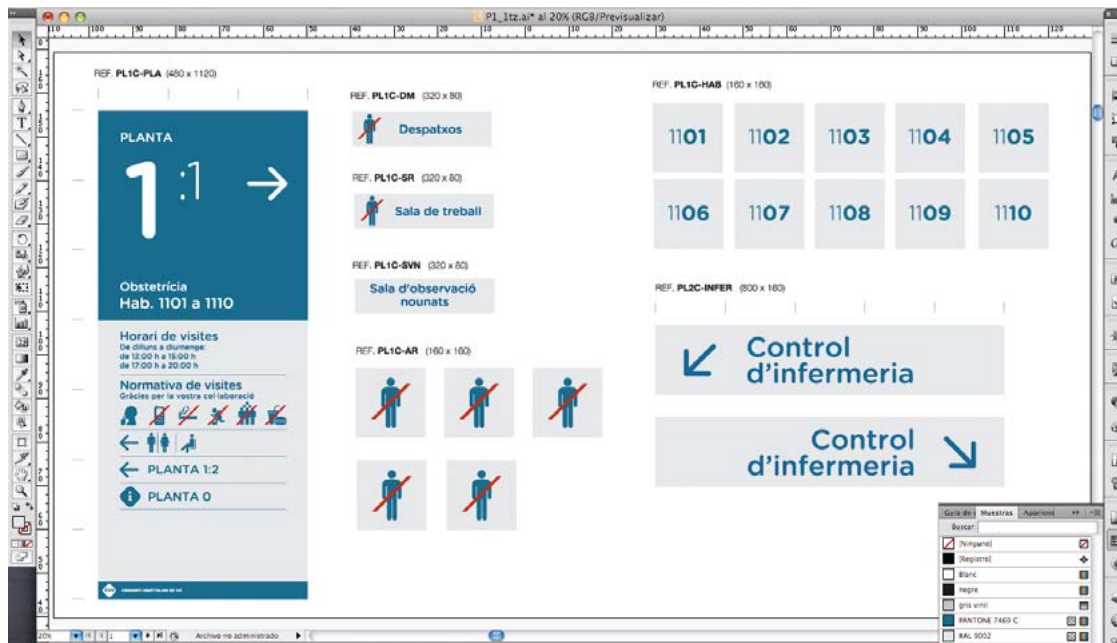 P1_1tz.ai* al 20% (RGB/Previsualizar)
REF. PL1C-PLA (480 x 1120)
PLANTA
1 :1
Obstetrícia
Hab. 1101 a 1110
Horari de visites
De dilluns a diumenge:
de 12:00 h a 15:00 h
de 17:00 h a 20:00 h
Normativa de visites
Gràcies per la vostra col·laboració
PLANTA 1:2
PLANTA 0
REF. PL1C-DM (320 x 80)
Despatxos
REF. PL1C-SR (320 x 80)
Sala de treball
REF. PL1C-SVN (320 x 80)
Sala d'observació
nounats
REF. PL1C-AR (160 x 160)
REF. PL1C-HAB (160 x 160)
1101 1102 1103 1104 1105
1106 1107 1108 1109 1110
REF. PL2C-INFER (800 x 160)
Control
d'infermeria
Control
d'infermeria
Muestras
Buscar:
[Ninguno]
[Registro]
Blanc
negre
gris vinil
PANTONE 7469 C
RAL 9002
20%
1
Archivo no administrado